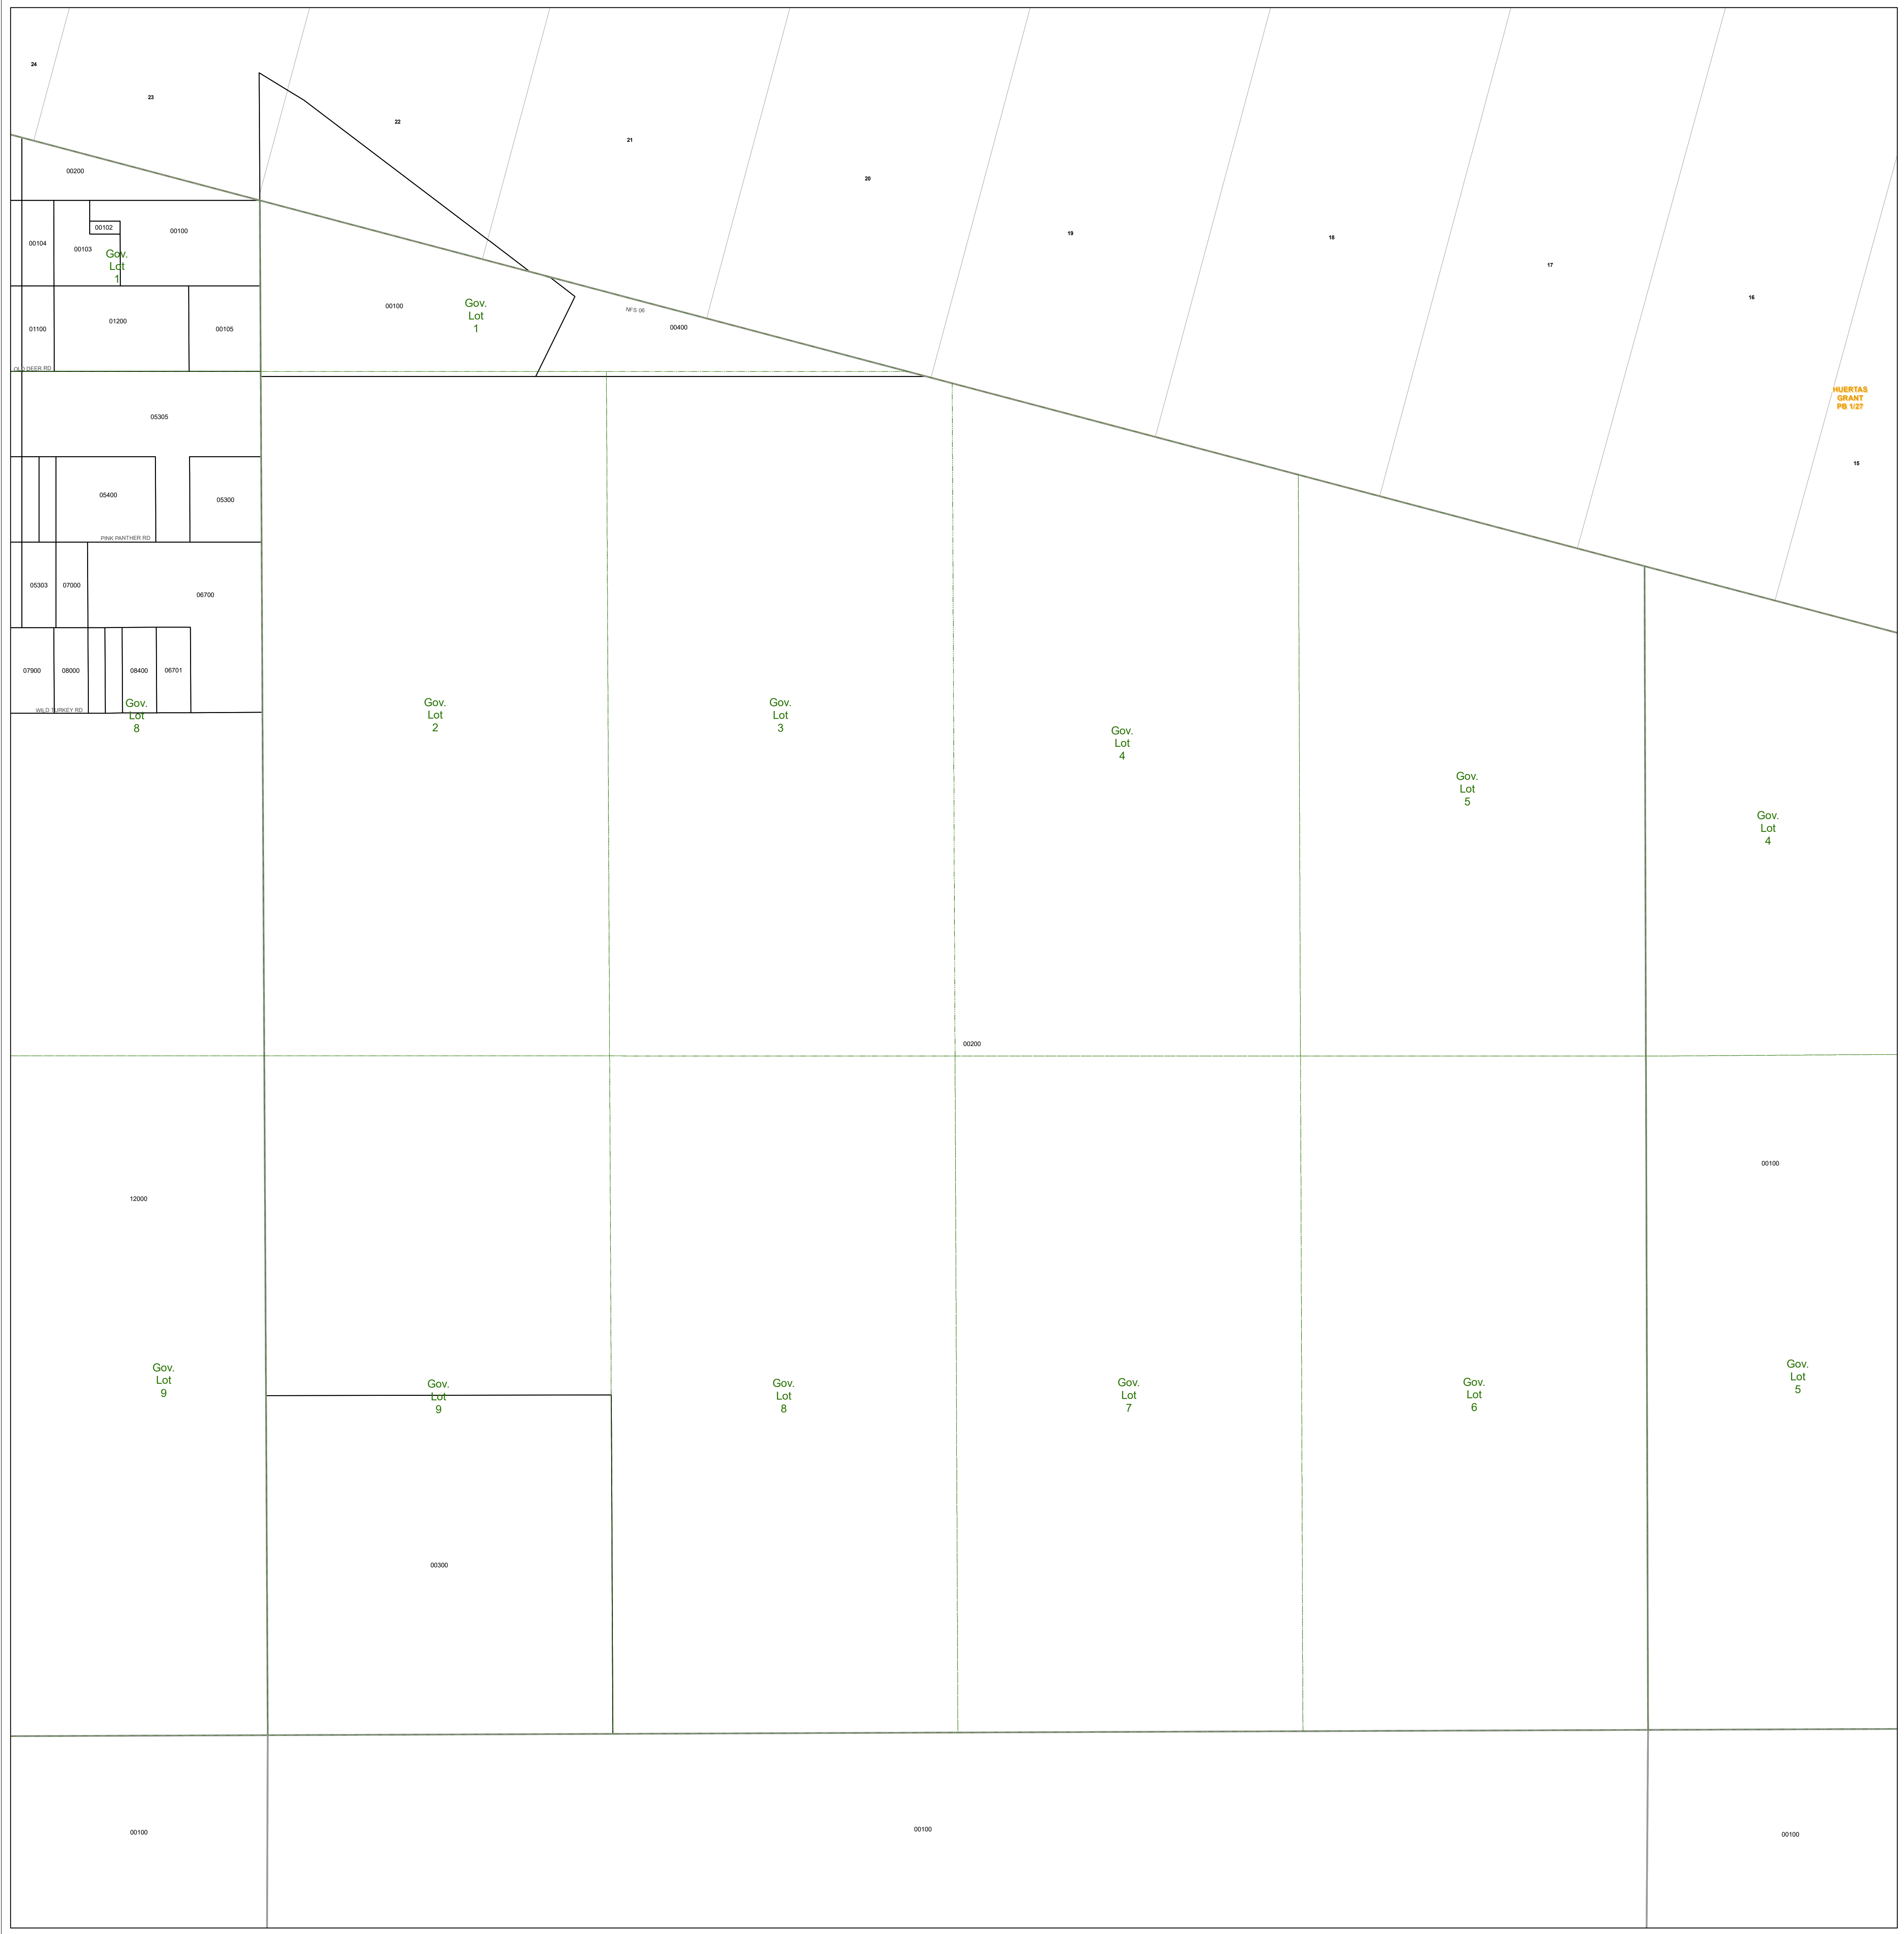 24
23
22
21
20
19
18
17
16
15
HUERTAS
GRANT
PB 1/27
00200
00104
00103
00102
00100
Gov.
Lot
1
01100
01200
00105
OLD DEER RD
00100
Gov.
Lot
1
NFS 06
00400
05305
05400
05300
PINK PANTHER RD
05303
07000
06700
07900
08000
08400
06701
WILD TURKEY RD
Gov.
Lot
8
Gov.
Lot
2
Gov.
Lot
3
Gov.
Lot
4
Gov.
Lot
5
Gov.
Lot
4
00200
12000
00100
Gov.
Lot
9
Gov.
Lot
9
Gov.
Lot
8
Gov.
Lot
7
Gov.
Lot
6
Gov.
Lot
5
00300
00100
00100
00100